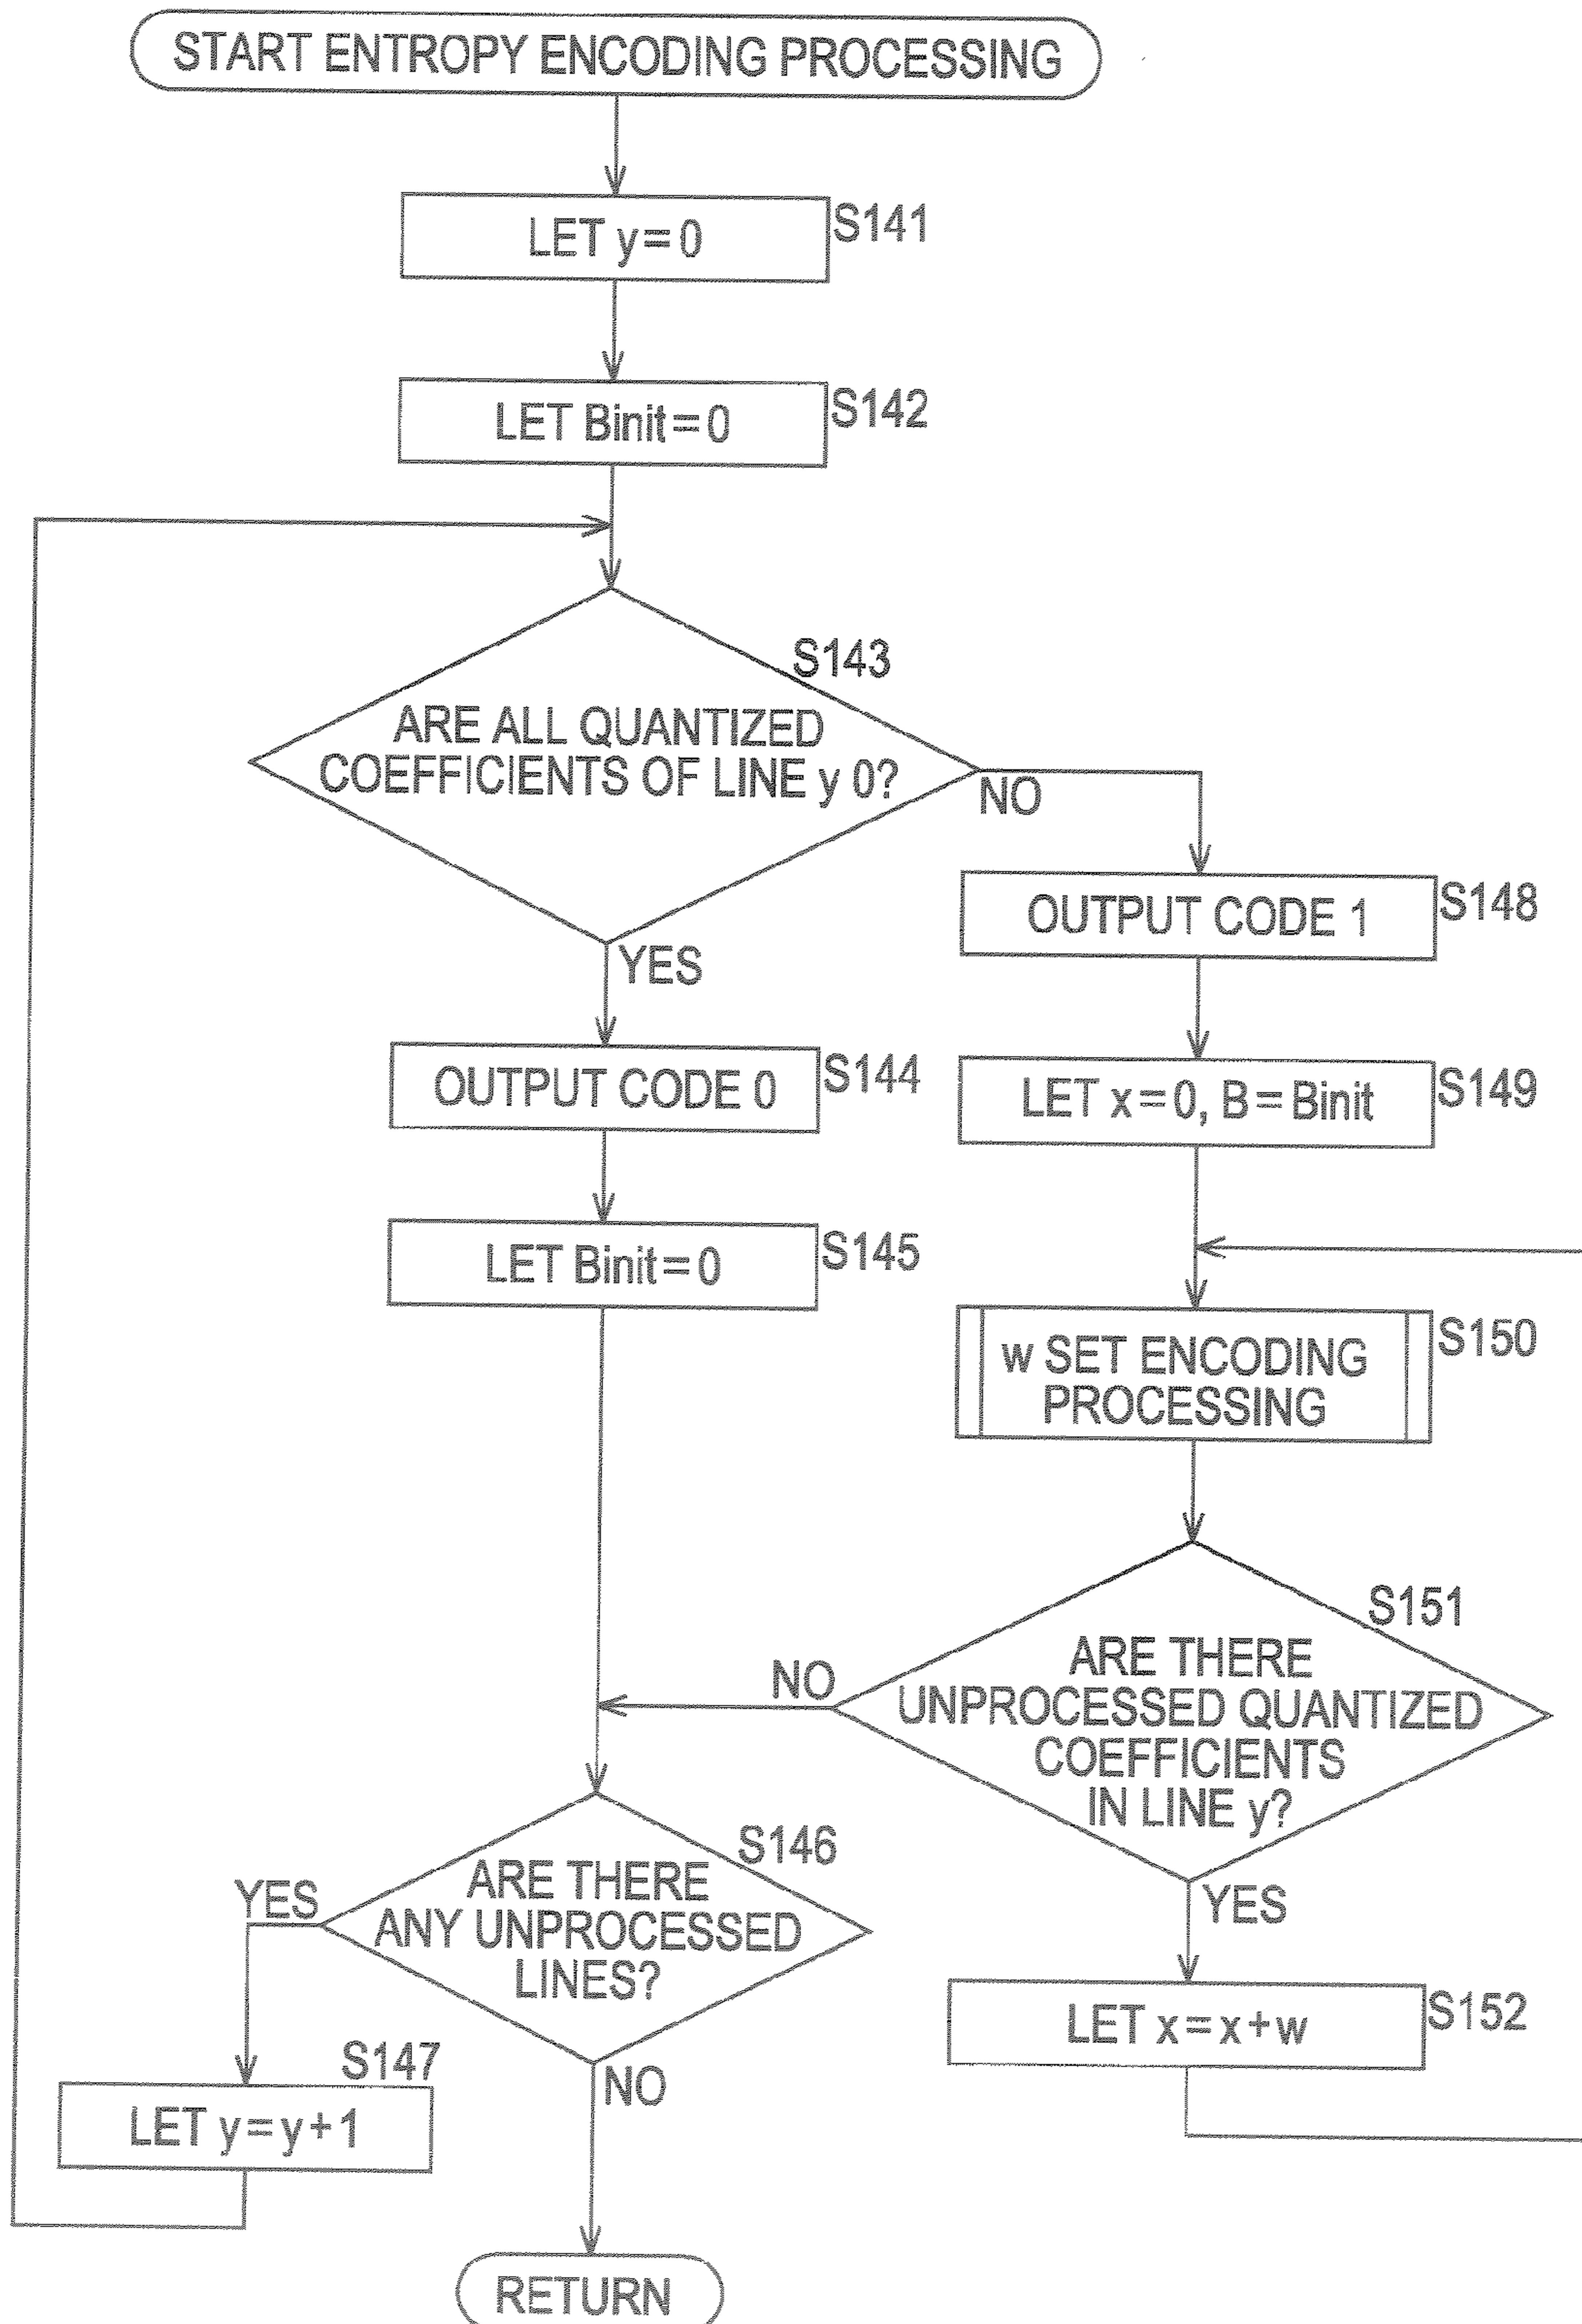 START ENTROPY ENCODING PROCESSING
S141
LET y=0
S142
LET Binit=0
S143
ARE ALL QUANTIZED
COEFFICIENTS OF LINE y 0?
NO
YES
S148
OUTPUT CODE 1
S144
OUTPUT CODE 0
S149
LET x=0, B=Binit
S145
LET Binit=0
S150
w SET ENCODING
PROCESSING
S151
ARE THERE
UNPROCESSED QUANTIZED
COEFFICIENTS
IN LINE y?
NO
YES
S146
ARE THERE
ANY UNPROCESSED
LINES?
YES
NO
S152
LET x=x+w
S147
LET y=y+1
RETURN